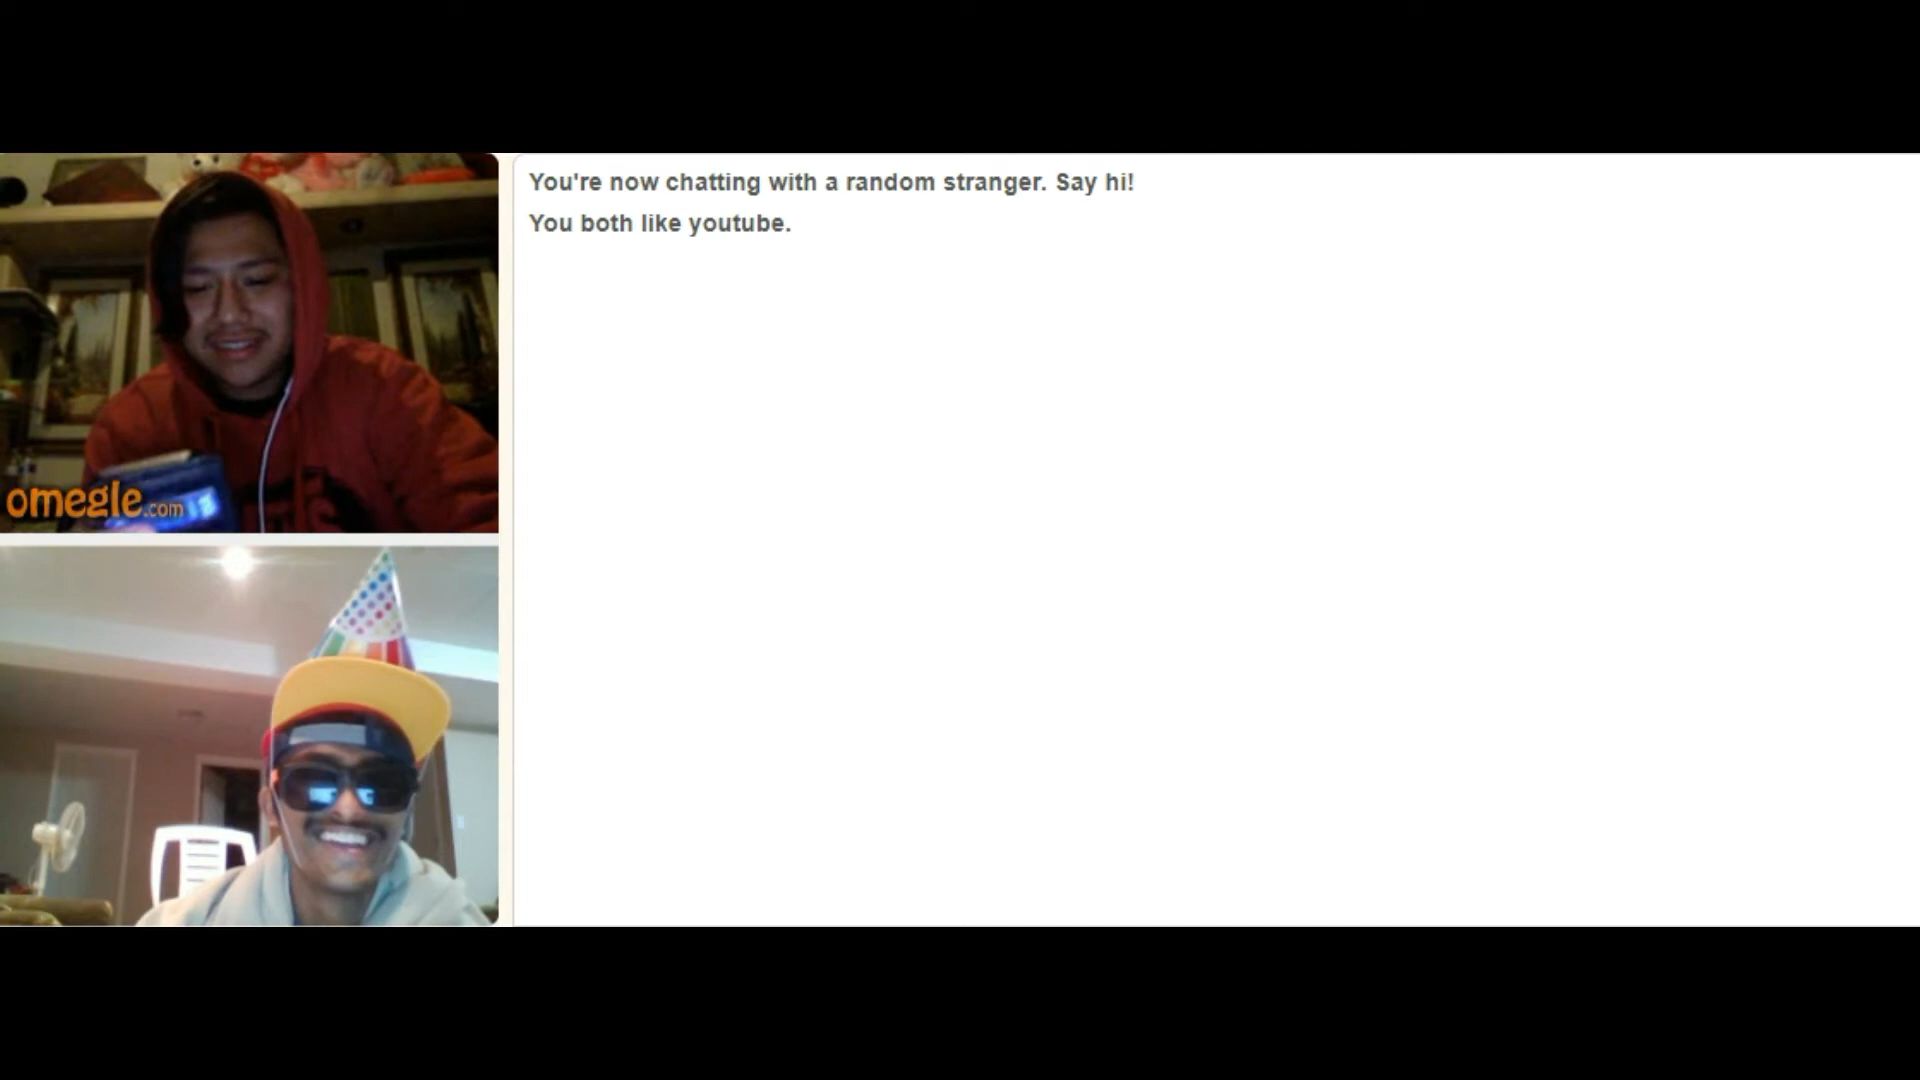 You're now chatting with a random stranger. Say hi!
You both like youtube.
omegle.com